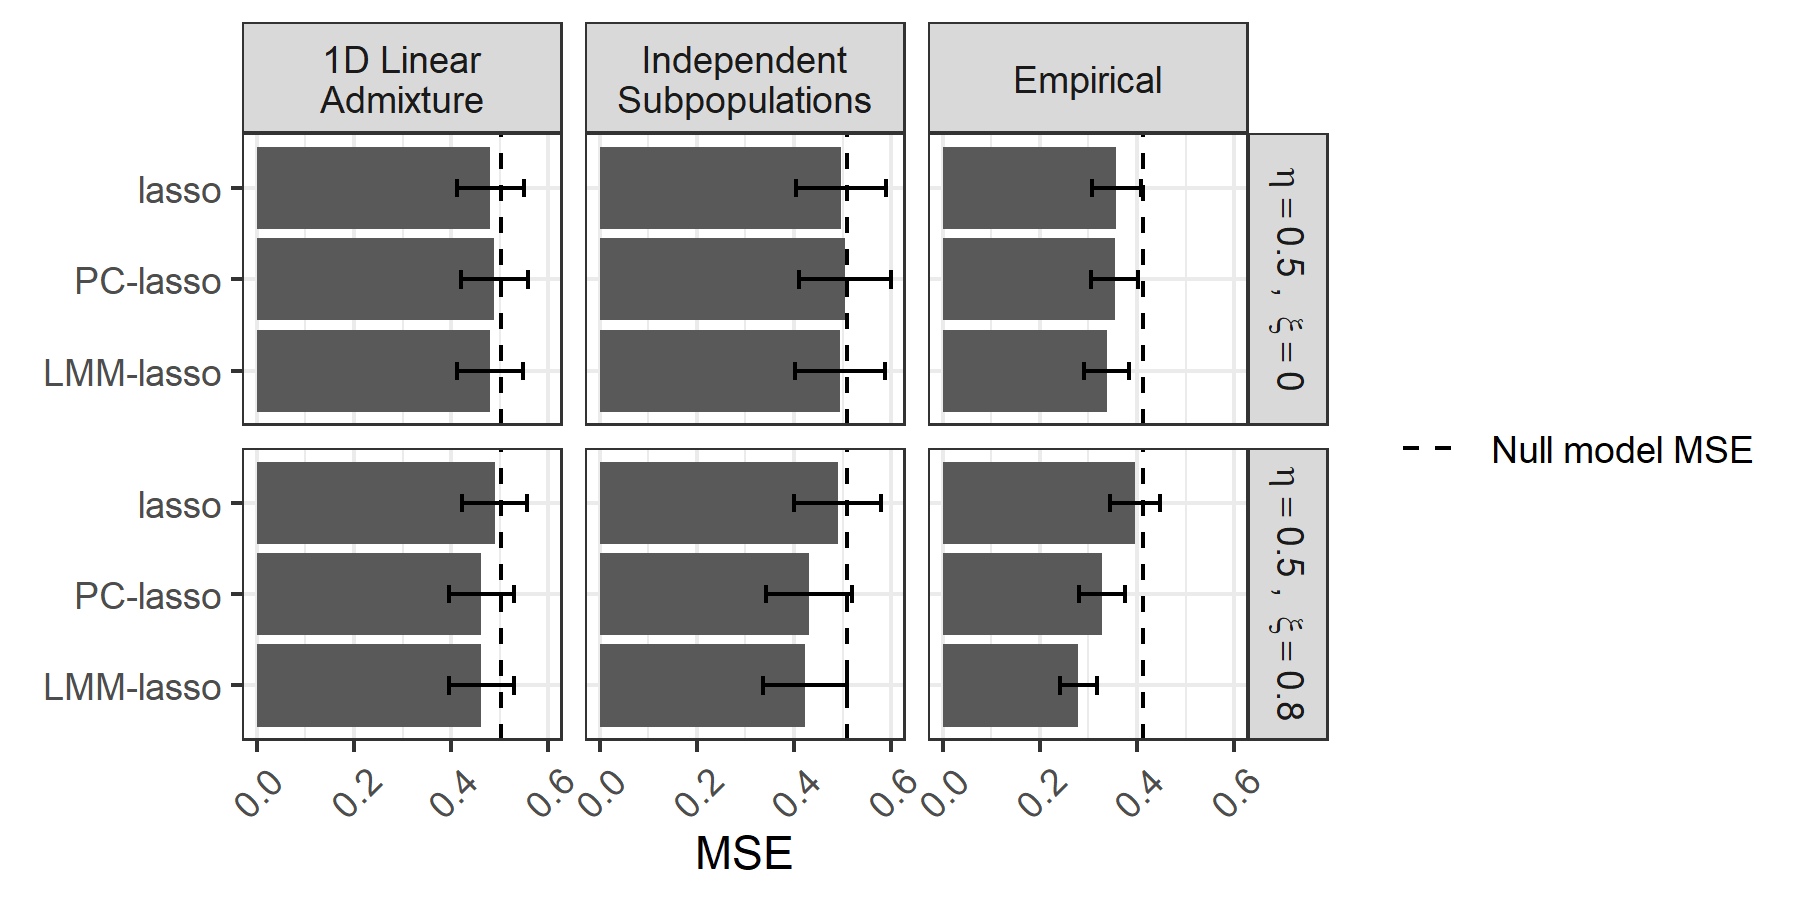 1D Linear
Admixture
Independent
Subpopulations
Empirical
lasso
PC-lasso
LMM-lasso
η = 0.5 , ξ = 0
lasso
PC-lasso
LMM-lasso
η = 0.5 , ξ = 0.8
Null model MSE
0.0 0.2 0.4 0.6 0.0 0.2 0.4 0.6 0.0 0.2 0.4 0.6
MSE